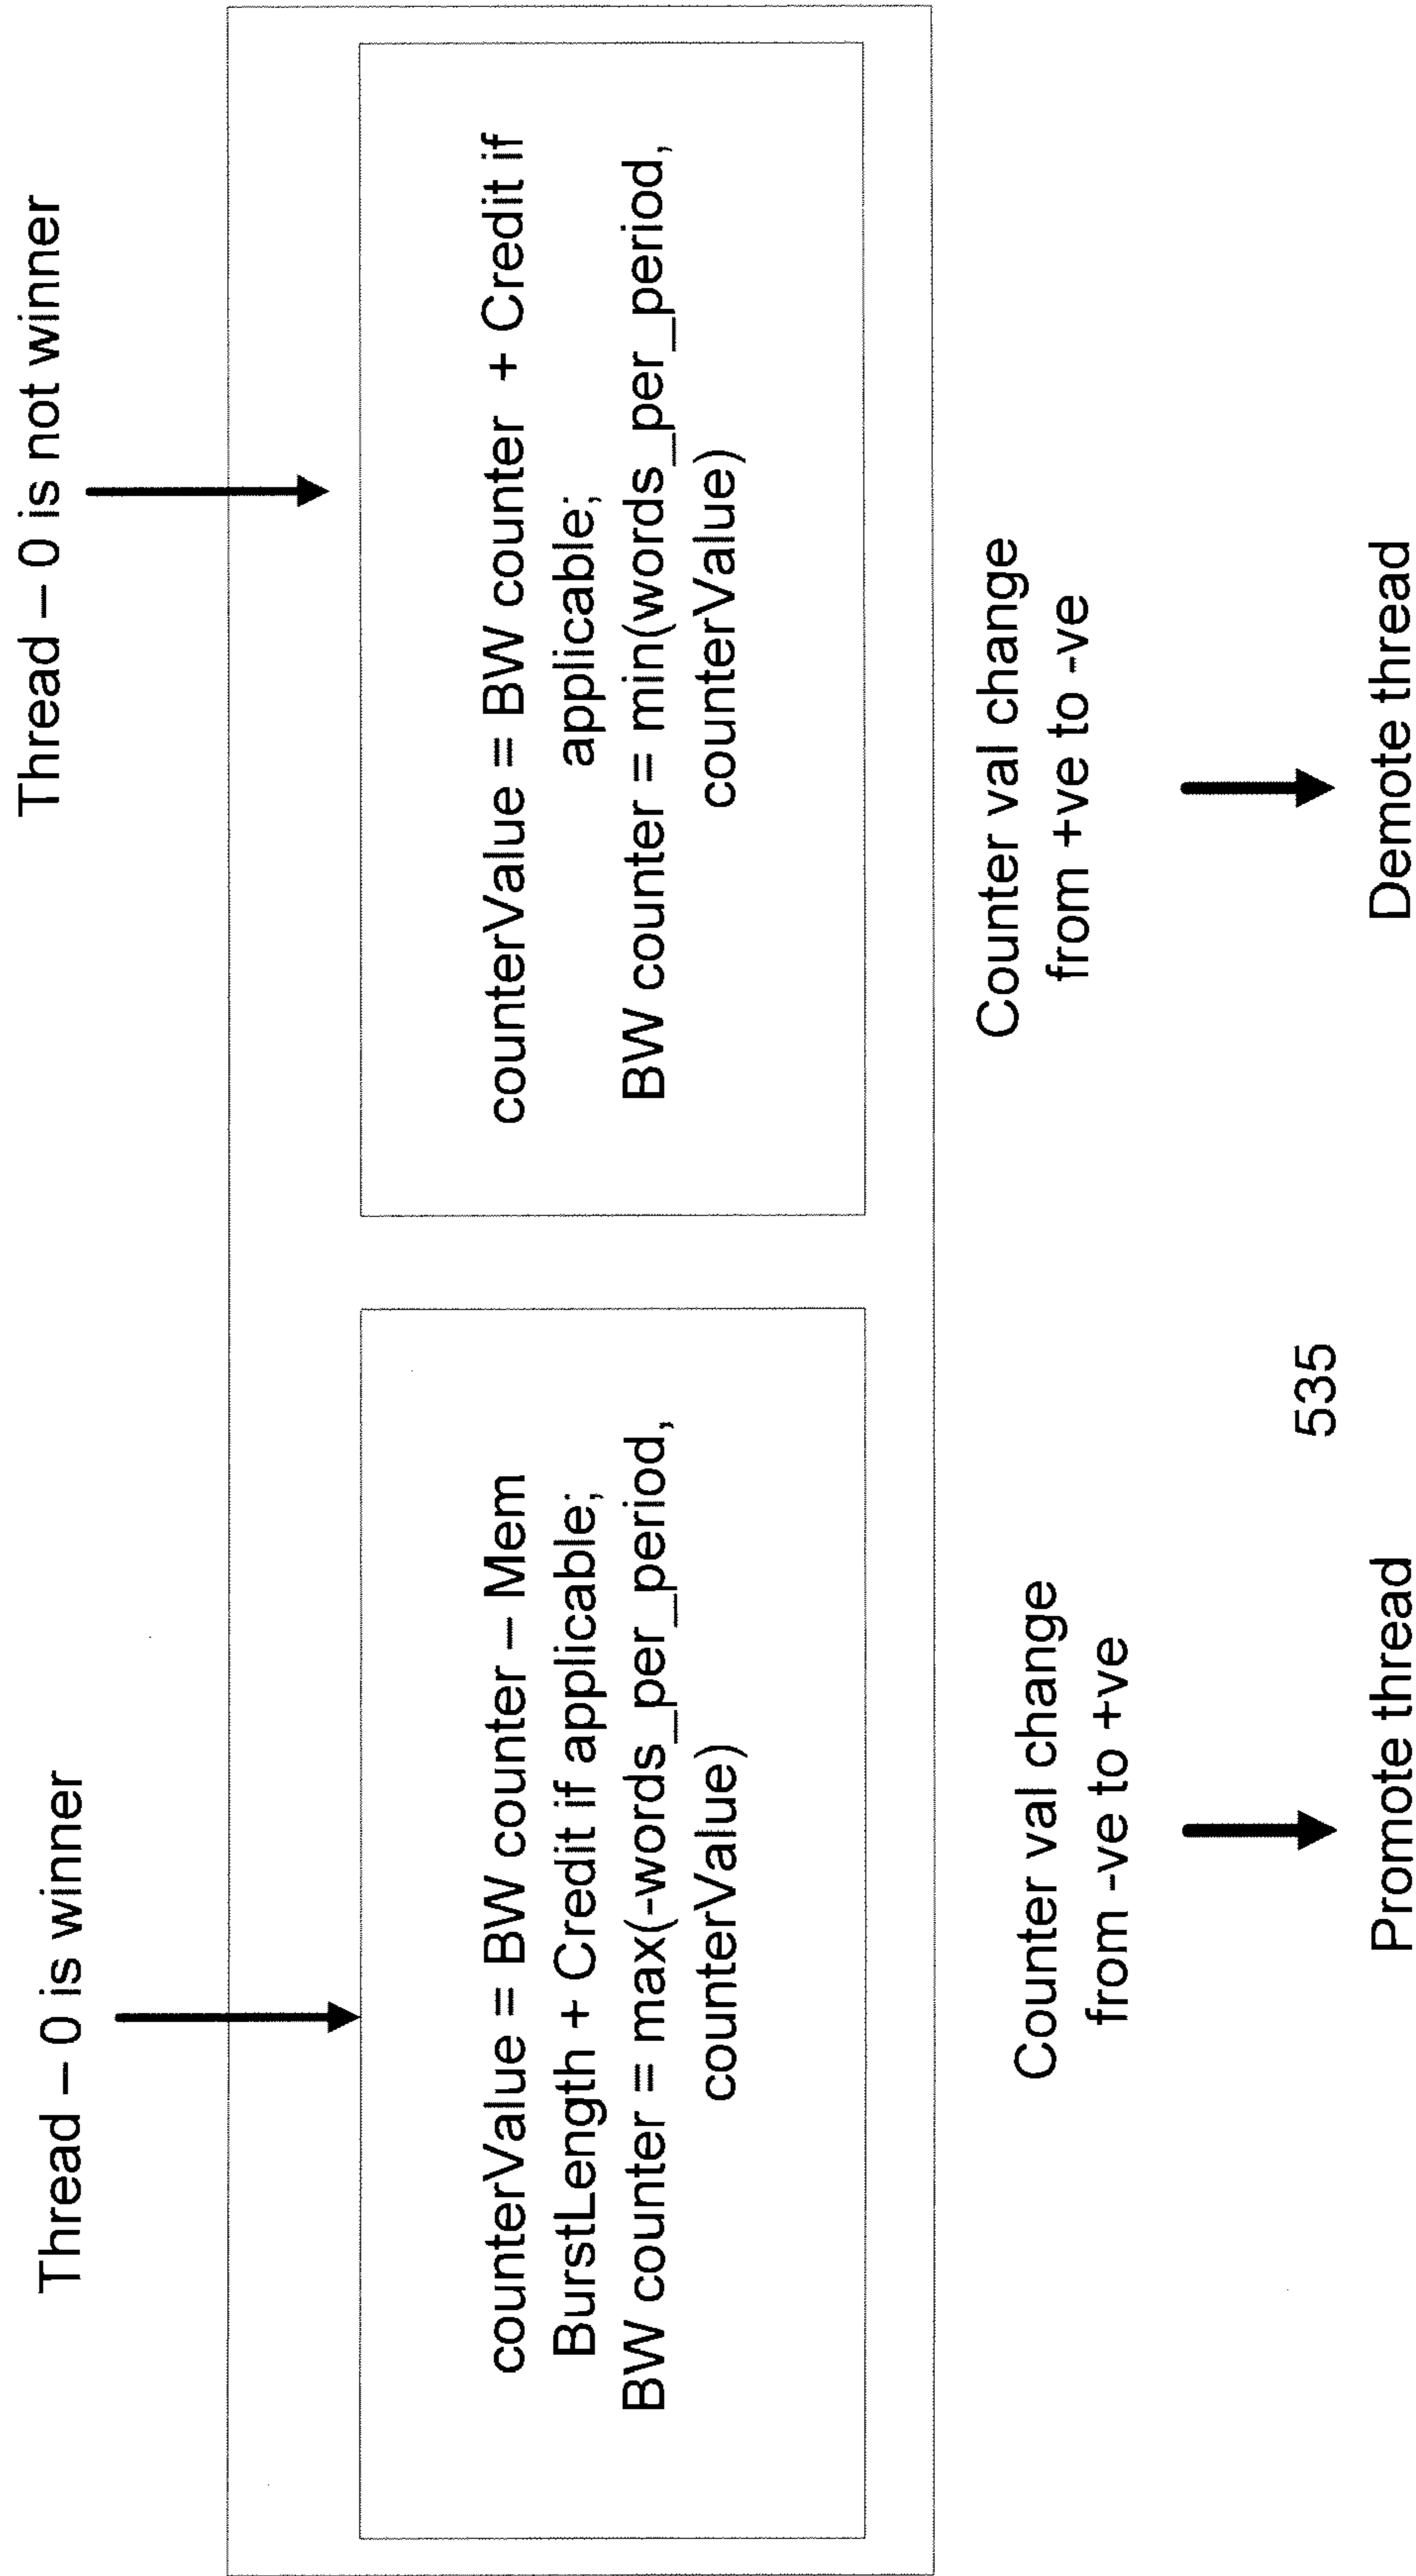 Thread – 0 is winner
Thread – 0 is not winner
counterValue = BW counter – Mem
BurstLength + Credit if applicable;
BW counter = max(-words_per_period,
counterValue)
counterValue = BW counter + Credit if
applicable;
BW counter = min(words_per_period,
counterValue)
Counter val change
from -ve to +ve
Counter val change
from +ve to -ve
535
Promote thread
Demote thread